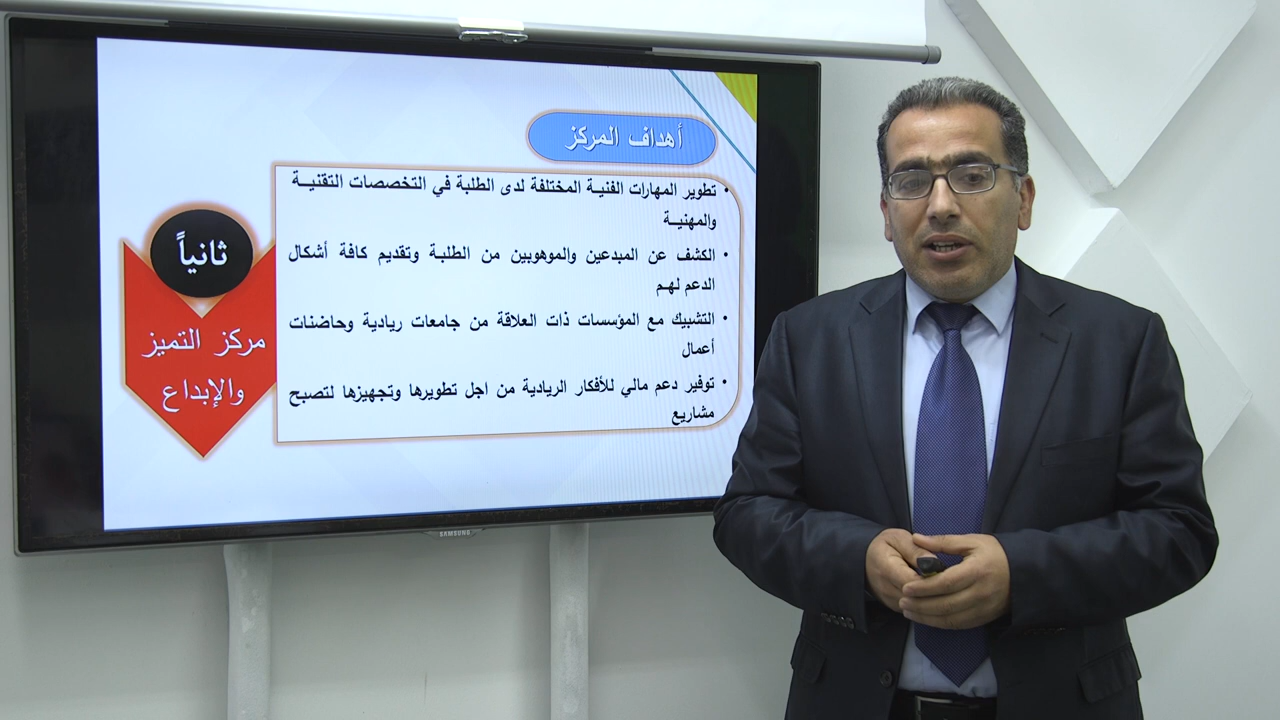 أهداف المركز
• تطوير المهارات الفنية المختلفة لدى الطلبة في التخصصات التقنية
والمهنية
• الكشف عن المبدعين والموهوبين من الطلبة وتقديم كافة أشكال
الدعم لهم
• التشبيك مع المؤسسات ذات العلاقة من جامعات ريادية وحاضنات
أعمال
• توفير دعم مالي للأفكار الريادية من اجل تطويرها وتجهيزها لتصبح
مشاريع
ثانياً
مركز التميز
والإبداع
SAMSUNG